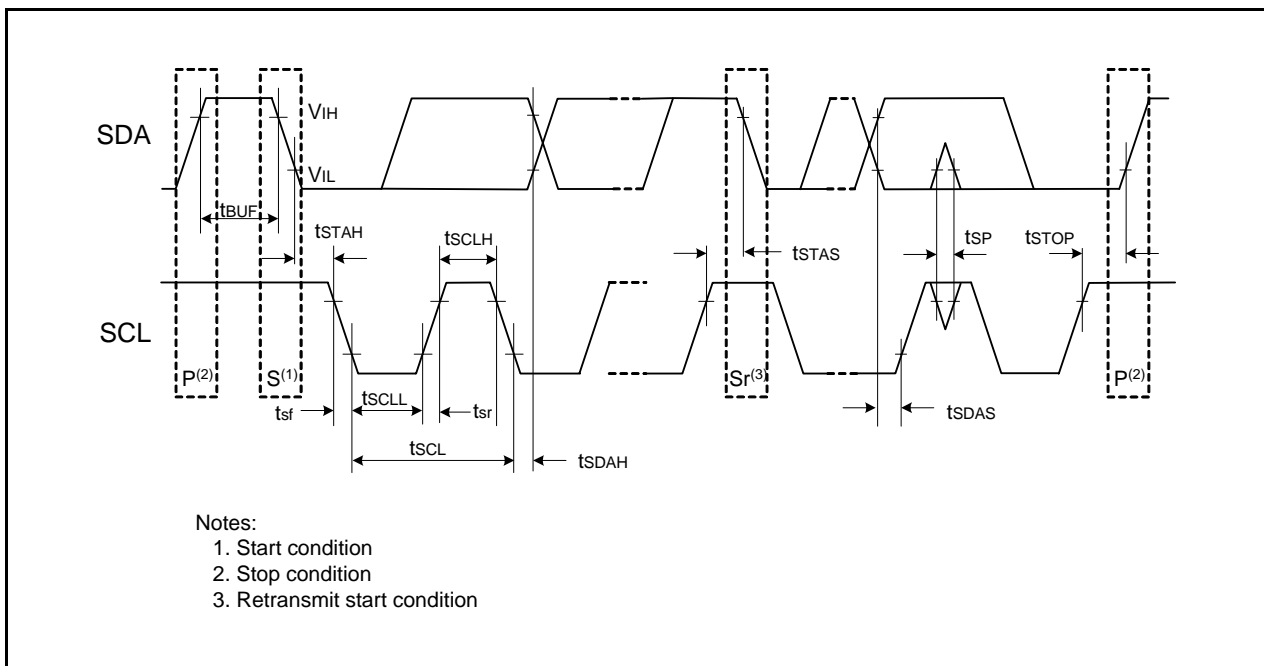 SDA
VIH
VIL
tBUF
tSTAH
tSCLH
tSTAS
tSP
tSTOP
SCL
P(2)
S(1)
Sr(3)
P(2)
tsf
tSCLL
tsr
tSDAS
tSCL
tSDAH
Notes:
1. Start condition
2. Stop condition
3. Retransmit start condition